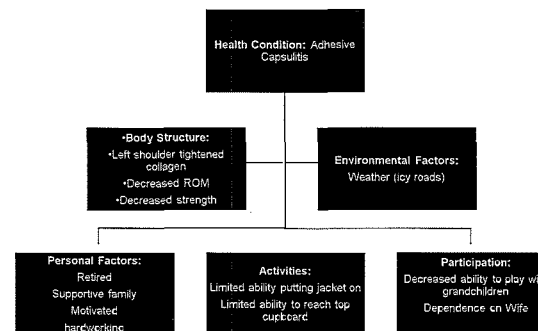 Health Condition: Adhesive
Capsulitis
•Body Structure:
•Left shoulder tightened
collagen
•Decreased ROM
•Decreased strength
Environmental Factors:
Weather (icy roads)
Personal Factors:
Retired
Supportive family
Motivated
hardworking
Activities:
Limited ability putting jacket on
Limited ability to reach top
cupboard
Participation:
Decreased ability to play wi
grandchildren
Dependence on Wife